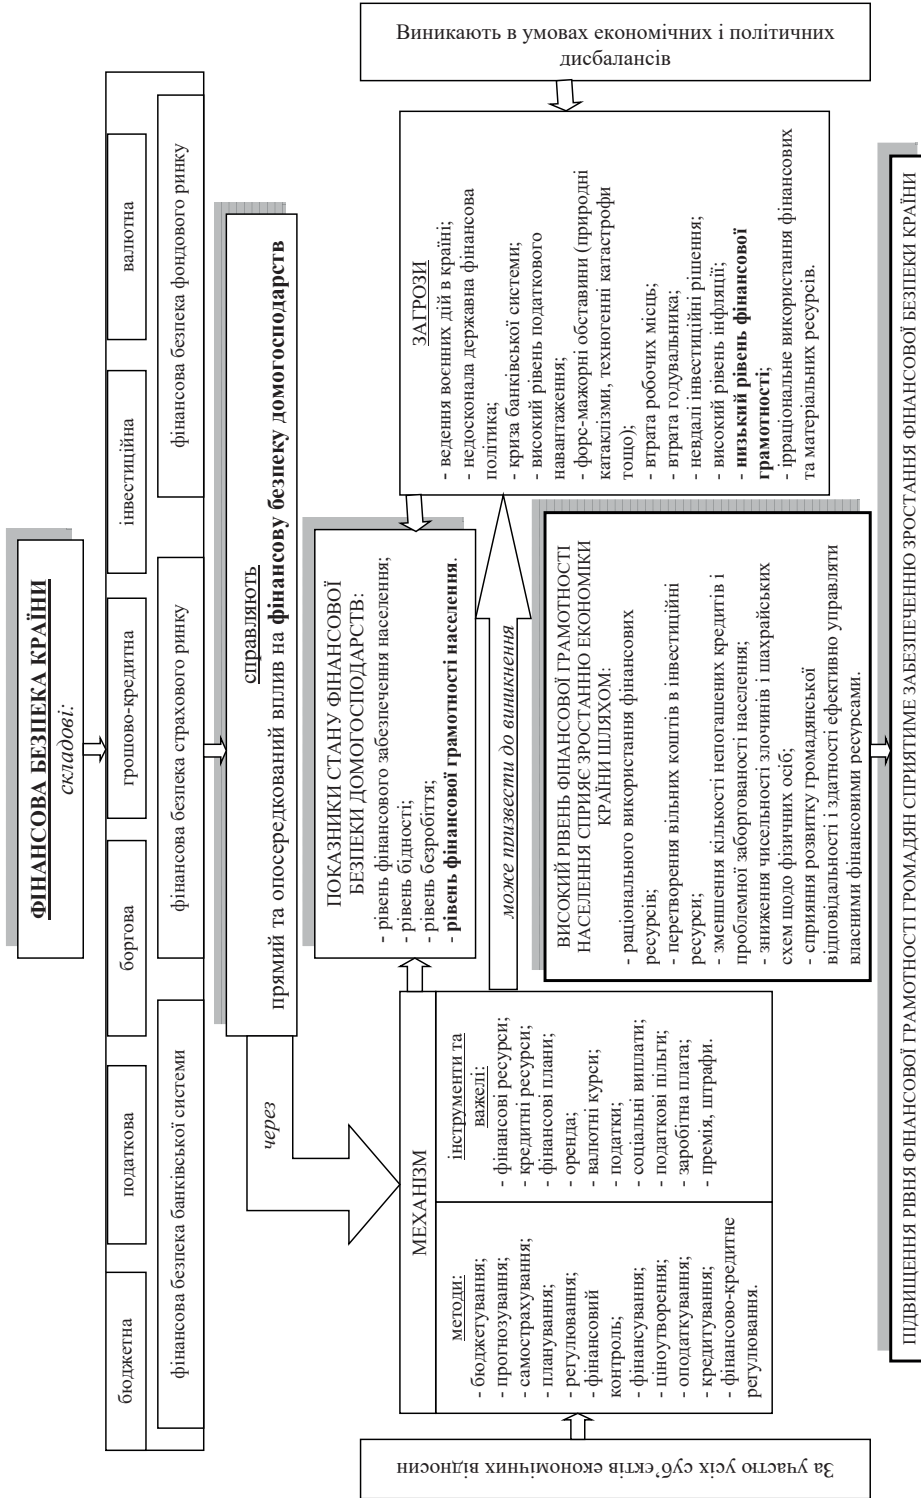 ФІНАНСОВА БЕЗПЕКА КРАЇНИ
складові:
бюджетна
податкова
боргова
грошово-кредитна
інвестиційна
валютна
фінансова безпека банківської системи
фінансова безпека страхового ринку
фінансова безпека фондового ринку
справляють
прямий та опосередкований вплив на фінансову безпеку домогосподарств
через
За участю усіх суб’єктів економічних відносин
МЕХАНІЗМ
методи:
- бюджетування;
- прогнозування;
- самострахування;
- планування;
- регулювання;
- фінансовий
контроль;
- фінансування;
- ціноутворення;
- оподаткування;
- кредитування;
- фінансово-кредитне
регулювання.
інструменти та
важелі:
- фінансові ресурси;
- кредитні ресурси;
- фінансові плани;
- оренда;
- валютні курси;
- податки;
- соціальні виплати;
- податкові пільги;
- заробітна плата;
- премія, штрафи.
ПОКАЗНИКИ СТАНУ ФІНАНСОВОЇ
БЕЗПЕКИ ДОМОГОСПОДАРСТВ:
- рівень фінансового забезпечення населення;
- рівень бідності;
- рівень безробіття;
- рівень фінансової грамотності населення.
може призвести до виникнення
ВИСОКИЙ РІВЕНЬ ФІНАНСОВОЇ ГРАМОТНОСТІ
НАСЕЛЕННЯ СПРИЯЄ ЗРОСТАННЮ ЕКОНОМІКИ
КРАЇНИ ШЛЯХОМ:
- раціонального використання фінансових
ресурсів;
- перетворення вільних коштів в інвестиційні
ресурси;
- зменшення кількості непогашених кредитів і
проблемної заборгованості населення;
- зниження чисельності злочинів і шахрайських
схем щодо фізичних осіб;
- сприяння розвитку громадянської
відповідальності і здатності ефективно управляти
власними фінансовими ресурсами.
ЗАГРОЗИ
- ведення воєнних дій в країні;
- недосконала державна фінансова
політика;
- криза банківської системи;
- високий рівень податкового
навантаження;
- форс-мажорні обставини (природні
катаклізми, техногенні катастрофи
тощо);
- втрата робочих місць;
- втрата годувальника;
- невдалі інвестиційні рішення;
- високий рівень інфляції;
- низький рівень фінансової
грамотності;
- ірраціональне використання фінансових
та матеріальних ресурсів.
Виникають в умовах економічних і політичних
дисбалансів
ПІДВИЩЕННЯ РІВНЯ ФІНАНСОВОЇ ГРАМОТНОСТІ ГРОМАДЯН СПРИЯТИМЕ ЗАБЕЗПЕЧЕННЮ ЗРОСТАННЯ ФІНАНСОВОЇ БЕЗПЕКИ КРАЇНИ